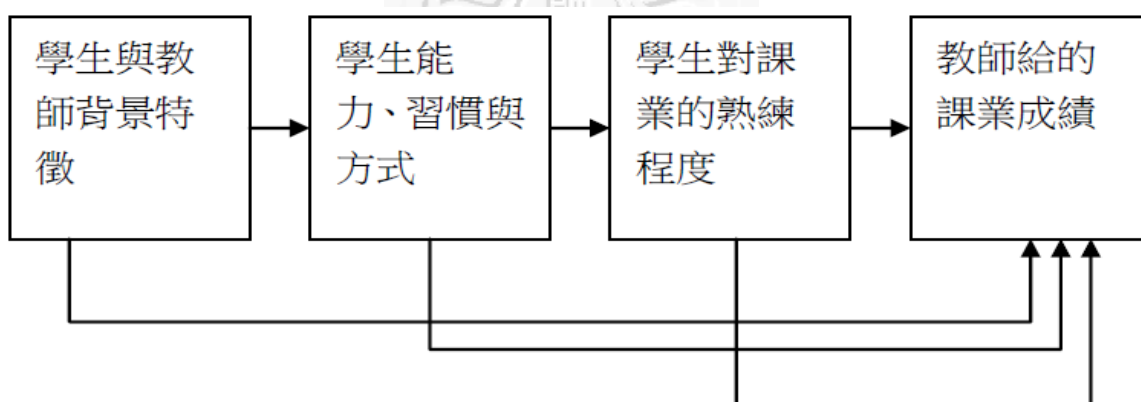 學生與教
師背景特
徵
學生能
力、習慣與
方式
學生對課
業的熟練
程度
教師給的
課業成績